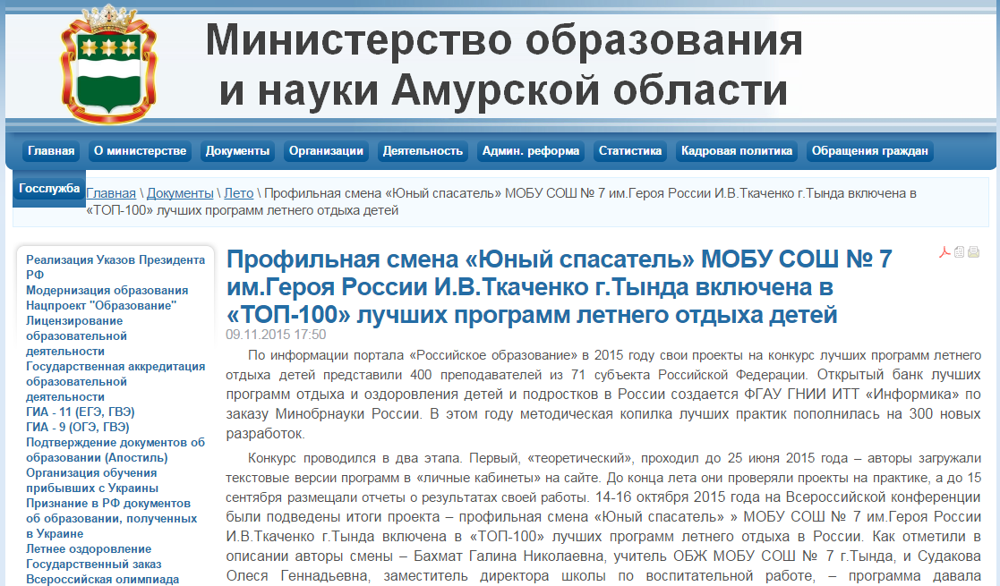 Министерство образования
и науки Амурской области
Главная О министерстве Документы Организации Деятельность Админ. реформа Статистика Кадровая политика Обращения граждан
Госслужба
Главная \ Документы \ Лето \ Профильная смена «Юный спасатель» МОБУ СОШ № 7 им.Героя России И.В.Ткаченко г.Тында включена в
«ТОП-100» лучших программ летнего отдыха детей
Реализация Указов Президента
РФ
Модернизация образования
Нацпроект "Образование"
Лицензирование
образовательной
деятельности
Государственная аккредитация
образовательной
деятельности
ГИА - 11 (ЕГЭ, ГВЭ)
ГИА - 9 (ОГЭ, ГВЭ)
Подтверждение документов об
образовании (Апостиль)
Организация обучения
прибывших с Украины
Признание в РФ документов
об образовании, полученных
в Украине
Летнее оздоровление
Государственный заказ
Всероссийская олимпиада
Профильная смена «Юный спасатель» МОБУ СОШ № 7
им.Героя России И.В.Ткаченко г.Тында включена в
«ТОП-100» лучших программ летнего отдыха детей
09.11.2015 17:50
По информации портала «Российское образование» в 2015 году свои проекты на конкурс лучших программ летнего
отдыха детей представили 400 преподавателей из 71 субъекта Российской Федерации. Открытый банк лучших
программ отдыха и оздоровления детей и подростков в России создается ФГАУ ГНИИ ИТТ «Информика» по
заказу Минобрнауки России. В этом году методическая копилка лучших практик пополнилась на 300 новых
разработок.
Конкурс проводился в два этапа. Первый, «теоретический», проходил до 25 июня 2015 года – авторы загружали
текстовые версии программ в «личные кабинеты» на сайте. До конца лета они проверяли проекты на практике, а до 15
сентября размещали отчеты о результатах своей работы. 14-16 октября 2015 года на Всероссийской конференции
были подведены итоги проекта – профильная смена «Юный спасатель» » МОБУ СОШ № 7 им.Героя России
И.В.Ткаченко г.Тында включена в «ТОП-100» лучших программ летнего отдыха в России. Как отметили в
описании авторы смены – Бахмат Галина Николаевна, учитель ОБЖ МОБУ СОШ № 7 г.Тында, и Судакова
Олеся Геннадьевна, заместитель директора школы по воспитательной работе, – программа давала